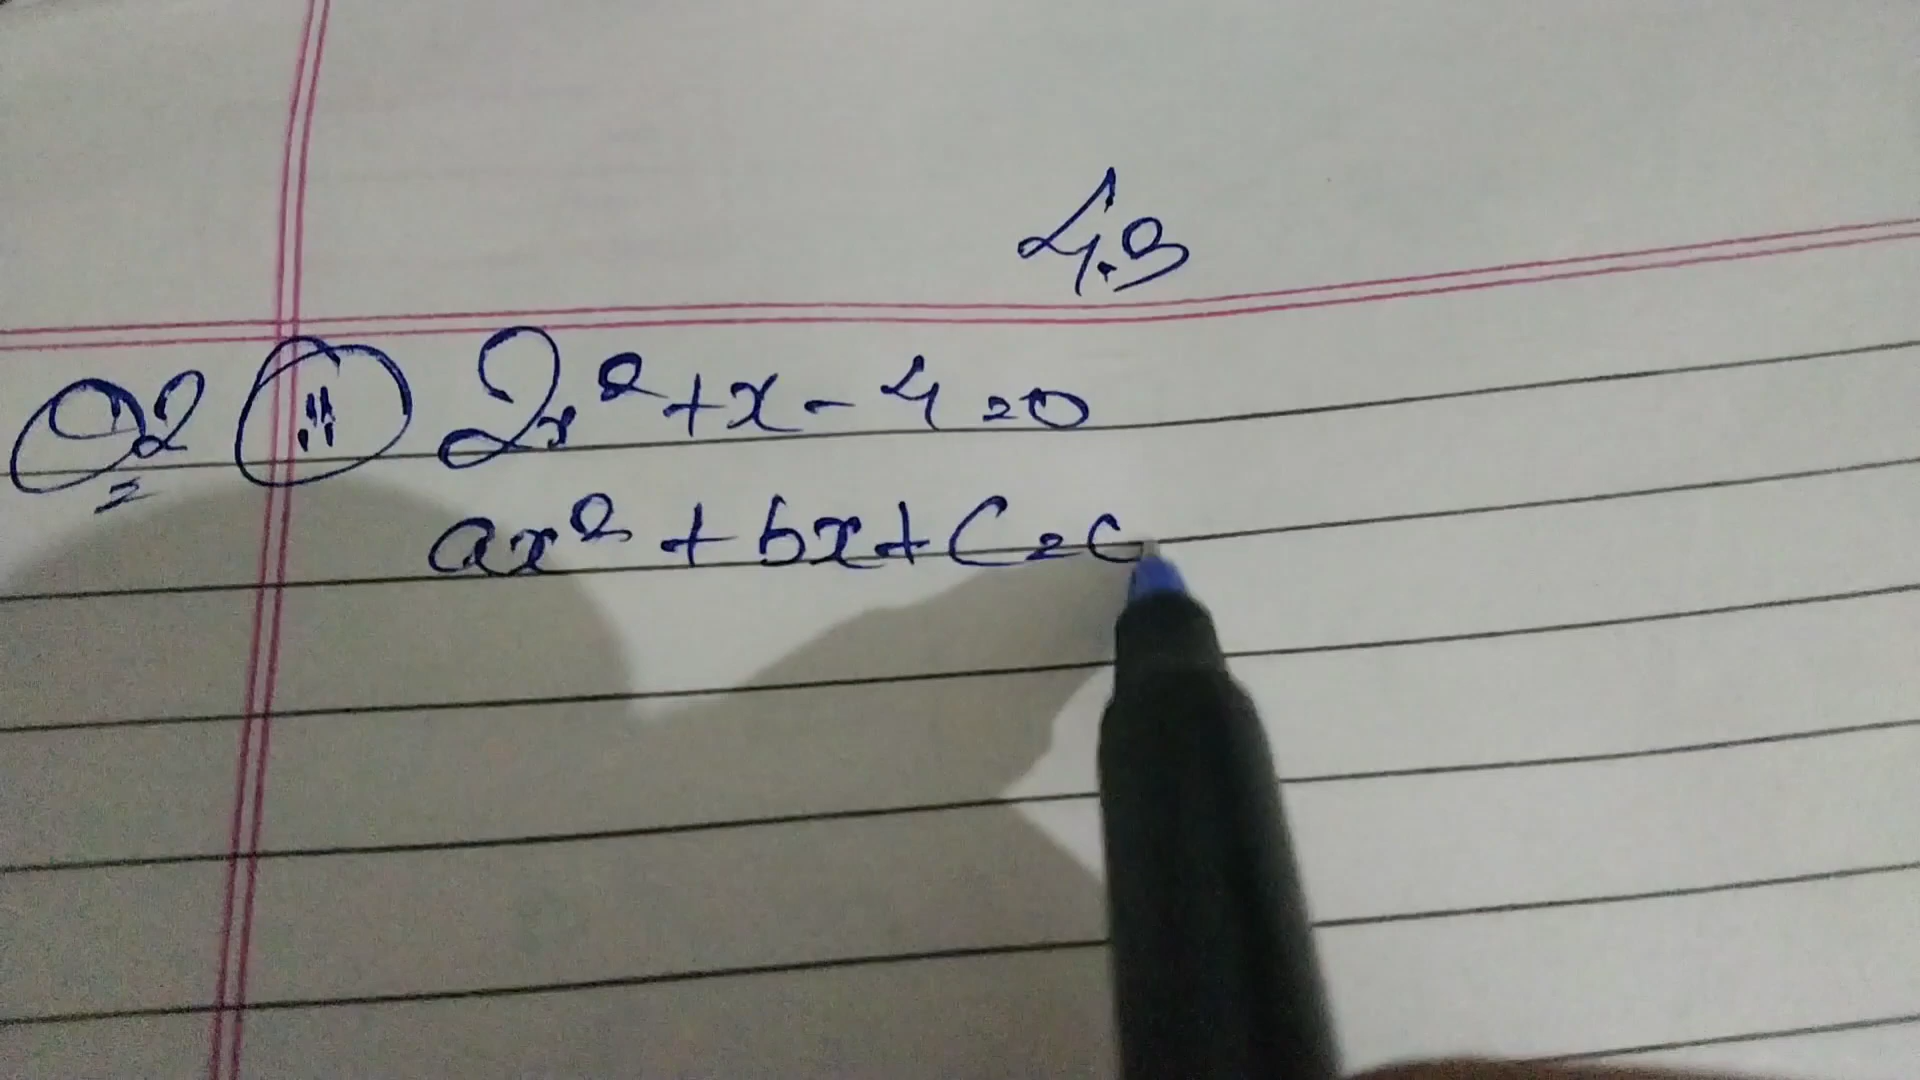 4.3
Q2 (ii) 2x² + x - 4 = 0
ax² + bx + c = 0